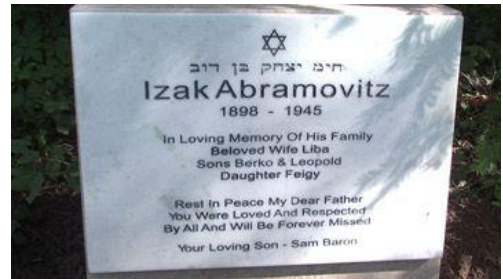 חיים יצחק בן דוב
Izak Abramovitz
1898 - 1945
In Loving Memory Of His Family
Beloved Wife Liba
Sons Berko & Leopold
Daughter Feigy
Rest In Peace My Dear Father
You Were Loved And Respected
By All And Will Be Forever Missed
Your Loving Son - Sam Baron